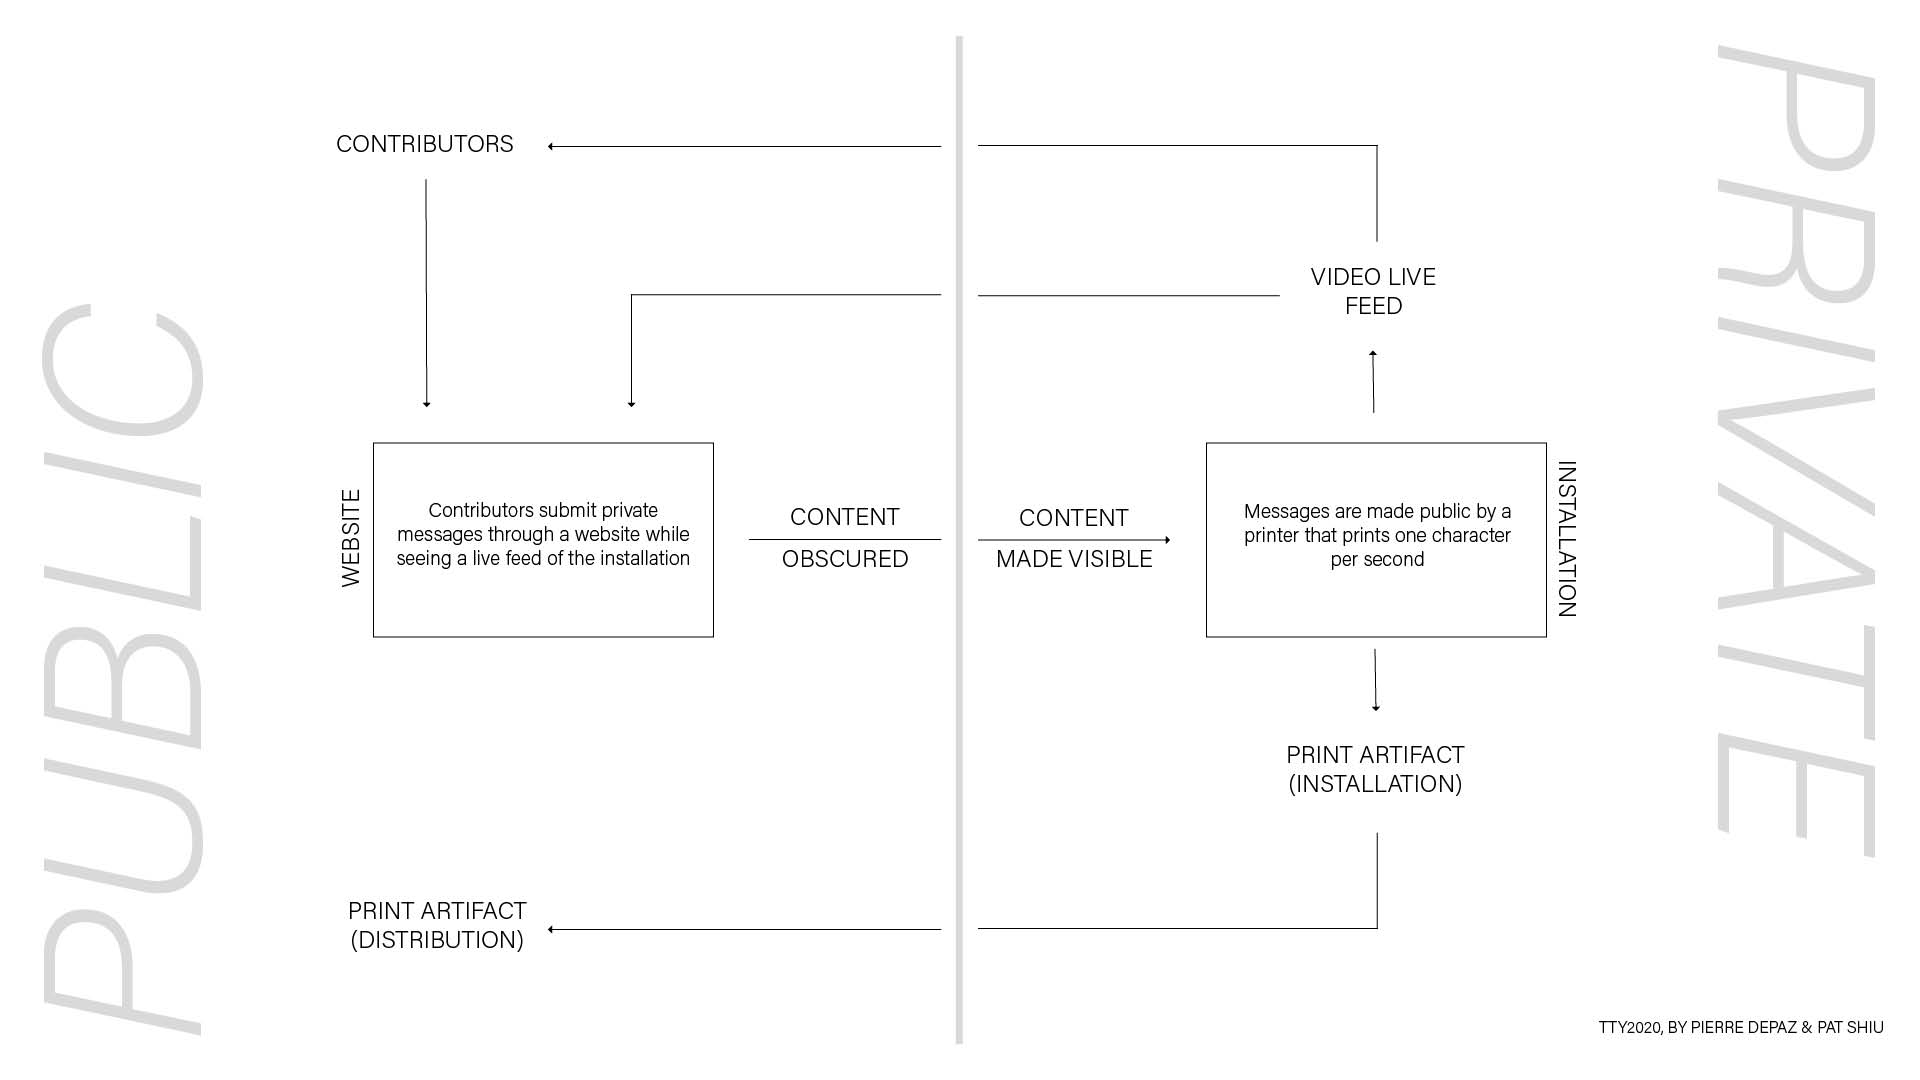 PUBLIC
PRIVATE
CONTRIBUTORS
VIDEO LIVE
FEED
WEBSITE
Contributors submit private
messages through a website while
seeing a live feed of the installation
CONTENT
OBSCURED
CONTENT
MADE VISIBLE
Messages are made public by a
printer that prints one character
per second
INSTALLATION
PRINT ARTIFACT
(INSTALLATION)
PRINT ARTIFACT
(DISTRIBUTION)
TTY2020, BY PIERRE DEPAZ & PAT SHIU